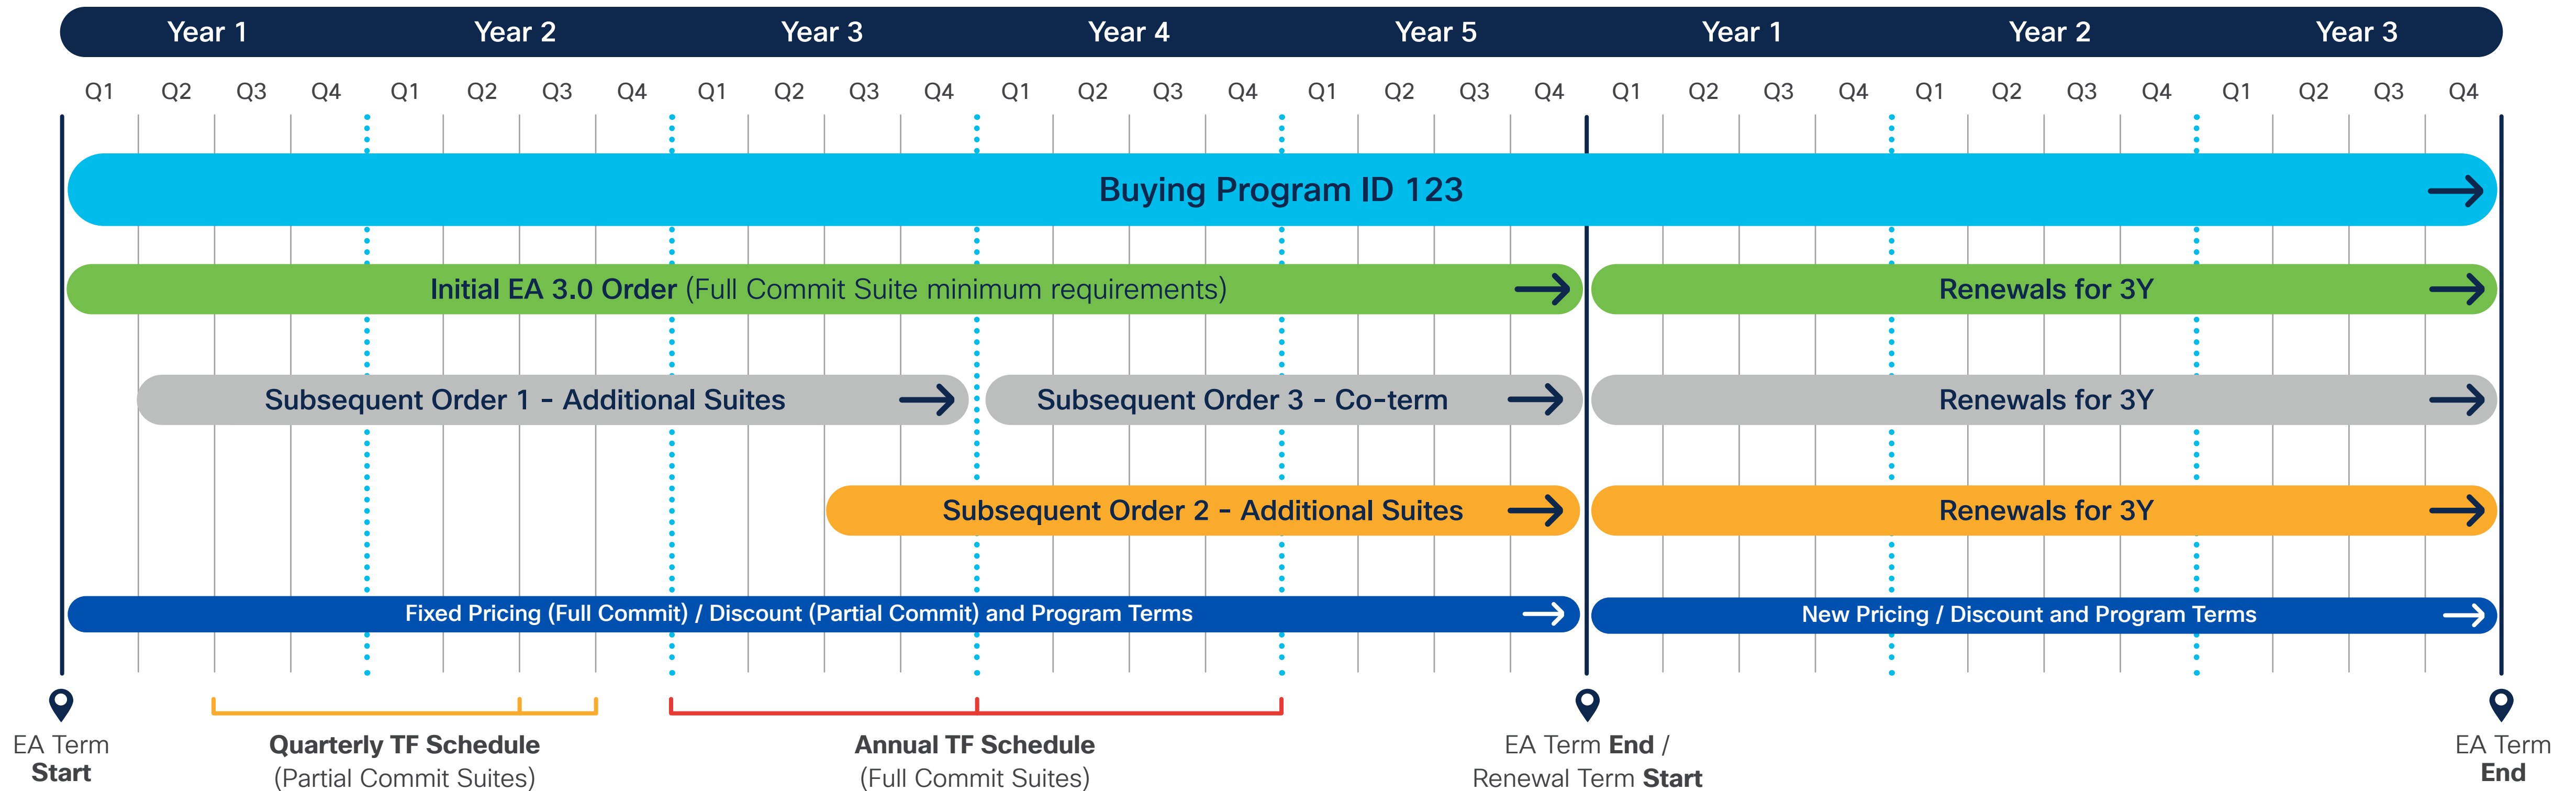 Year 1 Year 2 Year 3 Year 4 Year 5 Year 1 Year 2 Year 3
Q1 Q2 Q3 Q4 Q1 Q2 Q3 Q4 Q1 Q2 Q3 Q4 Q1 Q2 Q3 Q4 Q1 Q2 Q3 Q4 Q1 Q2 Q3 Q4 Q1 Q2 Q3 Q4 Q1 Q2 Q3 Q4
Buying Program ID 123
Initial EA 3.0 Order (Full Commit Suite minimum requirements) Renewals for 3Y
Subsequent Order 1 - Additional Suites Subsequent Order 3 - Co-term Renewals for 3Y
Subsequent Order 2 - Additional Suites Renewals for 3Y
Fixed Pricing (Full Commit) / Discount (Partial Commit) and Program Terms New Pricing / Discount and Program Terms
EA Term
Start
Quarterly TF Schedule
(Partial Commit Suites)
Annual TF Schedule
(Full Commit Suites)
EA Term End /
Renewal Term Start
EA Term
End